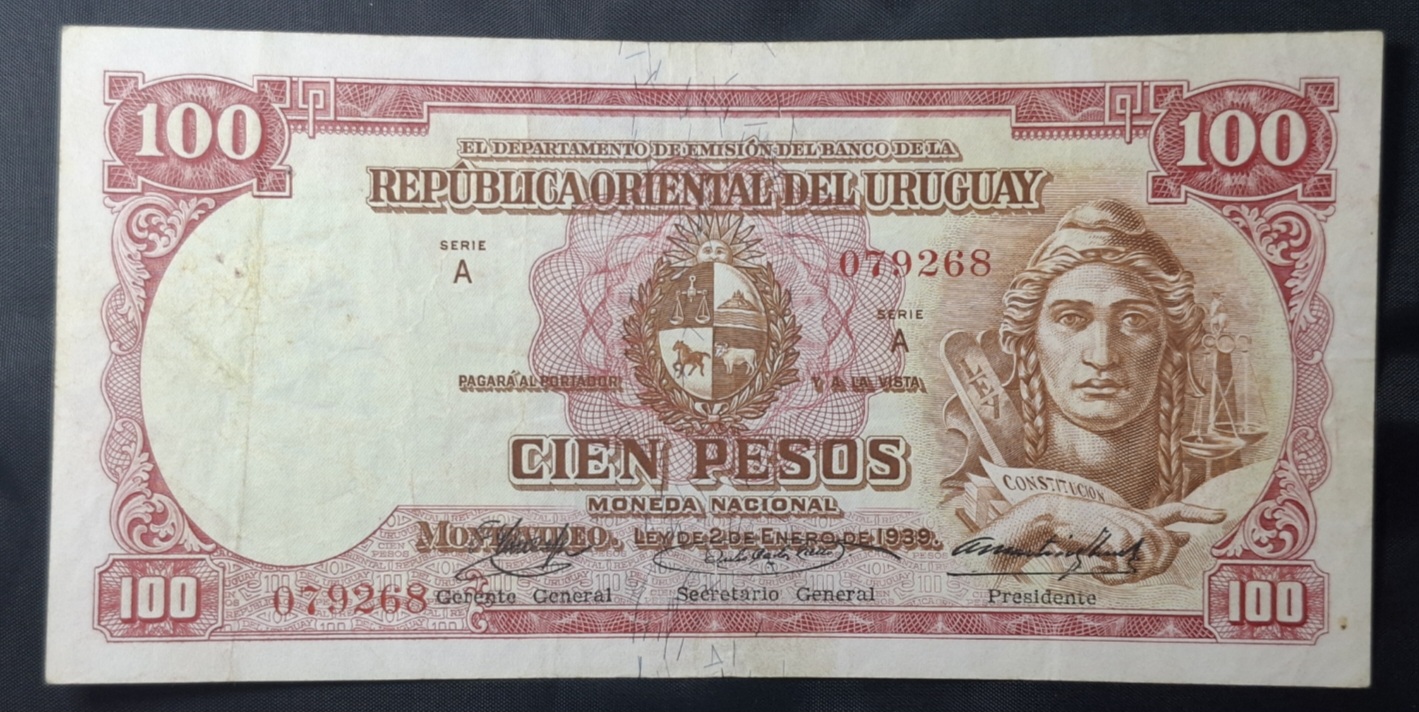 100
100
EL DEPARTAMENTO DE EMISIÓN DEL BANCO DE LA
REPÚBLICA ORIENTAL DEL URUGUAY
SERIE
A
079268
SERIE
A
LEY
PAGARÁ AL PORTADOR Y A LA VISTA
CIEN PESOS
CONSTITUCION
MONEDA NACIONAL
MONTEVIDEO. LEY DE 2 DE ENERO DE 1939.
100
079268
Gerente General
Secretario General
Presidente
100